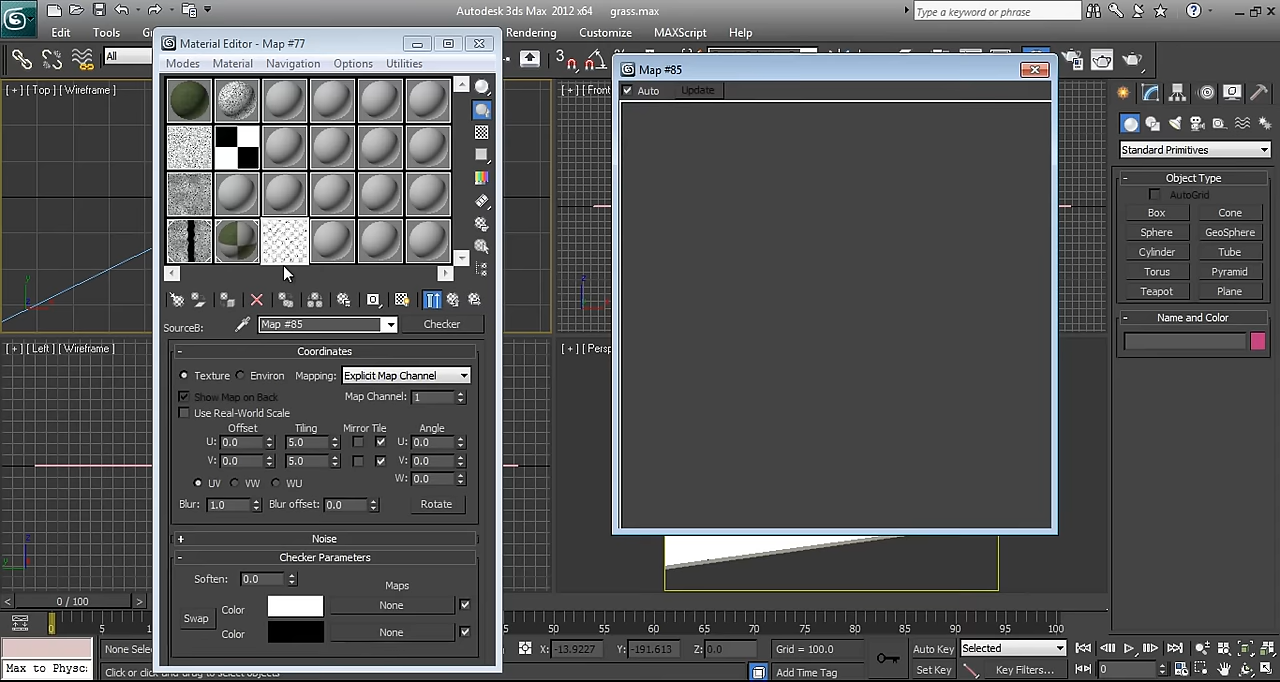 Autodesk 3ds Max 2012 x64 grass.max
Type a keyword or phrase
Edit Tools Rendering Customize MAXScript Help
All
Material Editor - Map #77
Modes Material Navigation Options Utilities
SourceB: Map #85 Checker
- Coordinates
Texture Environ Mapping: Explicit Map Channel
Show Map on Back Map Channel: 1
Use Real-World Scale
Offset Tiling Mirror Tile Angle
U: 0.0 5.0 U: 0.0
V: 0.0 5.0 V: 0.0
W: 0.0
UV VW WU
Blur: 1.0 Blur offset: 0.0 Rotate
+ Noise
- Checker Parameters
Soften: 0.0 Maps
Swap
Color None
Color None
Map #85
Auto Update
[ + ] [ Top ] [ Wireframe ]
[ + ] [ Front
[ + ] [ Left ] [ Wireframe ]
[ + ] [ Persp
Standard Primitives
- Object Type
AutoGrid
Box Cone
Sphere GeoSphere
Cylinder Tube
Torus Pyramid
Teapot Plane
- Name and Color
< 0 / 100 >
0 5 55 60 65 70 75 80 85 90 95 100
None Sele
X: -13.9227 Y: -191.613 Z: 0.0 Grid = 100.0
Auto Key Selected
Max to Physc
Click or click-and-drag to select objects
Add Time Tag
Set Key Key Filters... 0